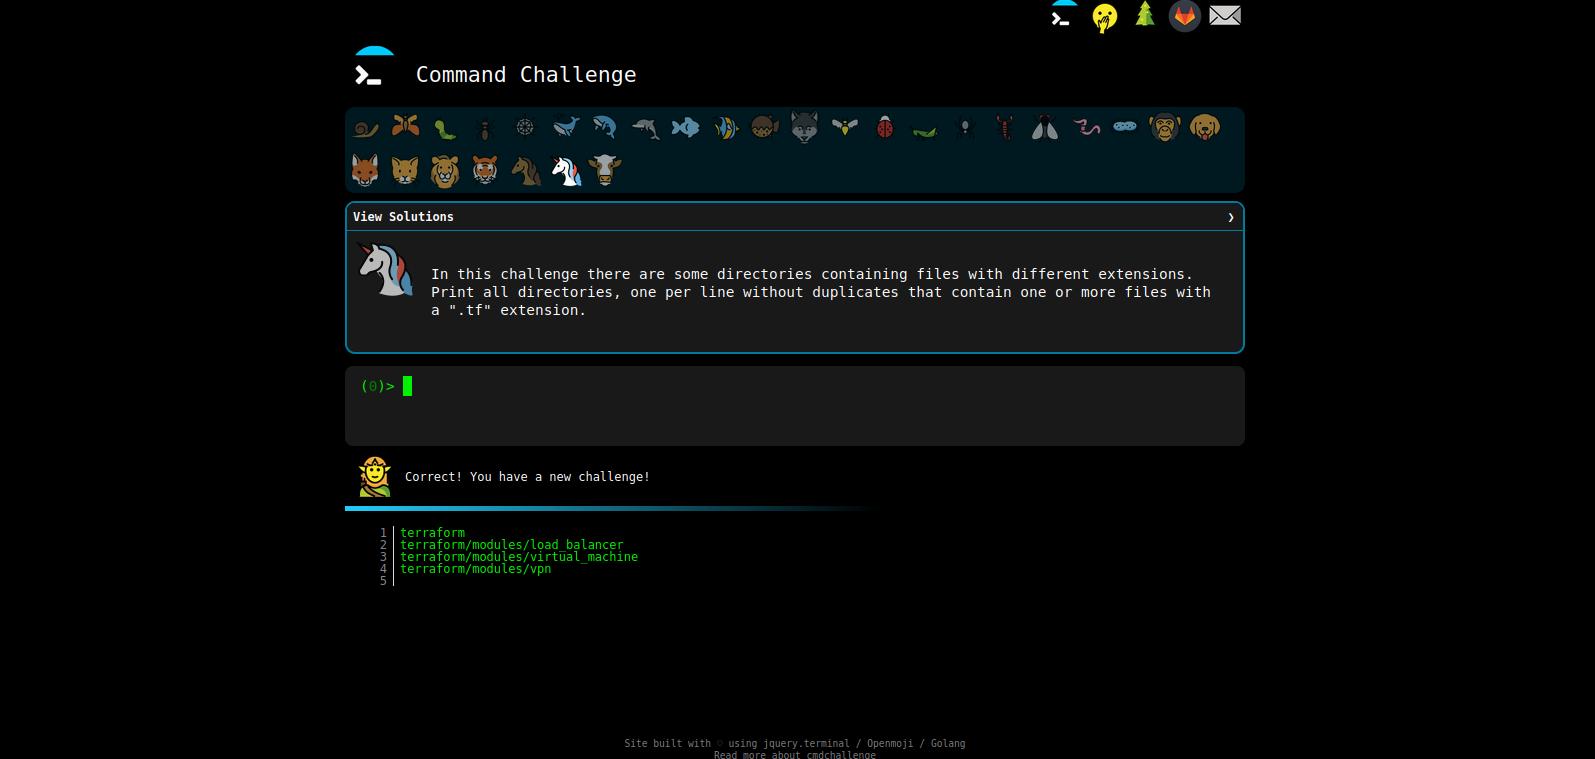 Command Challenge
View Solutions ❯
In this challenge there are some directories containing files with different extensions.
Print all directories, one per line without duplicates that contain one or more files with
a ".tf" extension.
(0)>
Correct! You have a new challenge!
1 terraform
2 terraform/modules/load_balancer
3 terraform/modules/virtual_machine
4 terraform/modules/vpn
5
Site built with ♡ using jquery.terminal / Openmoji / Golang
Read more about cmdchallenge